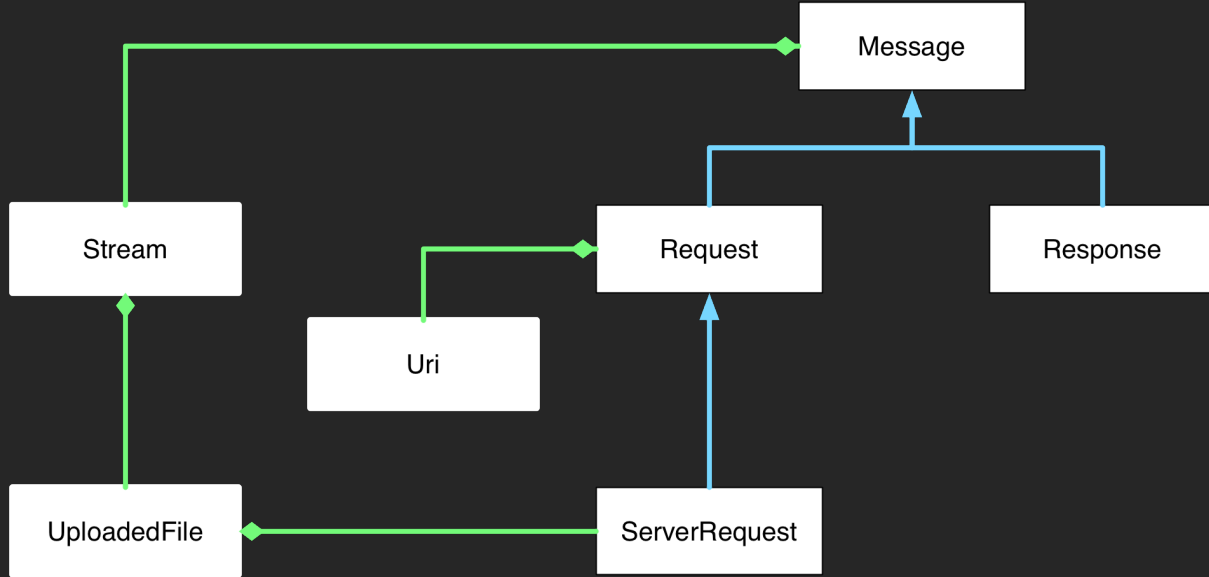 Message
Stream
Request
Response
Uri
UploadedFile
ServerRequest